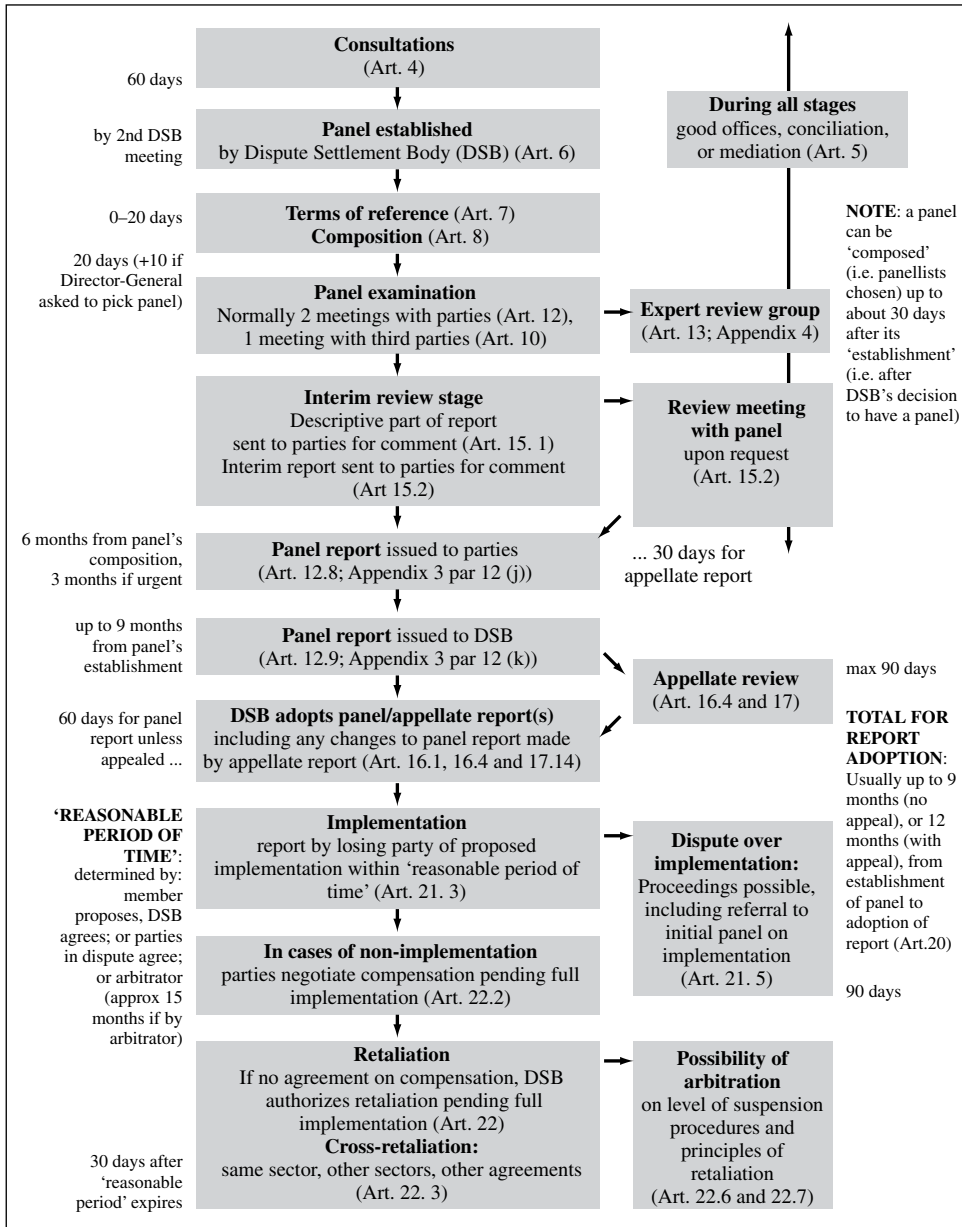 60 days
Consultations
(Art. 4)
by 2nd DSB
meeting
Panel established
by Dispute Settlement Body (DSB) (Art. 6)
During all stages
good offices, conciliation,
or mediation (Art. 5)
0–20 days
Terms of reference (Art. 7)
Composition (Art. 8)
20 days (+10 if
Director-General
asked to pick panel)
Panel examination
Normally 2 meetings with parties (Art. 12),
1 meeting with third parties (Art. 10)
Expert review group
(Art. 13; Appendix 4)
NOTE: a panel
can be
‘composed’
(i.e. panellists
chosen) up to
about 30 days
after its
‘establishment’
(i.e. after
DSB’s decision
to have a panel)
Interim review stage
Descriptive part of report
sent to parties for comment (Art. 15. 1)
Interim report sent to parties for comment
(Art 15.2)
Review meeting
with panel
upon request
(Art. 15.2)
6 months from panel’s
composition,
3 months if urgent
Panel report issued to parties
(Art. 12.8; Appendix 3 par 12 (j))
... 30 days for
appellate report
up to 9 months
from panel’s
establishment
Panel report issued to DSB
(Art. 12.9; Appendix 3 par 12 (k))
Appellate review
(Art. 16.4 and 17)
max 90 days
60 days for panel
report unless
appealed ...
DSB adopts panel/appellate report(s)
including any changes to panel report made
by appellate report (Art. 16.1, 16.4 and 17.14)
TOTAL FOR
REPORT
ADOPTION:
Usually up to 9
months (no
appeal), or 12
months (with
appeal), from
establishment
of panel to
adoption of
report (Art.20)
‘REASONABLE
PERIOD OF
TIME’:
determined by:
member
proposes, DSB
agrees; or parties
in dispute agree;
or arbitrator
(approx 15
months if by
arbitrator)
Implementation
report by losing party of proposed
implementation within ‘reasonable period of
time’ (Art. 21. 3)
Dispute over
implementation:
Proceedings possible,
including referral to
initial panel on
implementation
(Art. 21. 5)
90 days
In cases of non-implementation
parties negotiate compensation pending full
implementation (Art. 22.2)
Retaliation
If no agreement on compensation, DSB
authorizes retaliation pending full
implementation (Art. 22)
Cross-retaliation:
same sector, other sectors, other agreements
(Art. 22. 3)
Possibility of
arbitration
on level of suspension
procedures and
principles of
retaliation
(Art. 22.6 and 22.7)
30 days after
‘reasonable
period’ expires